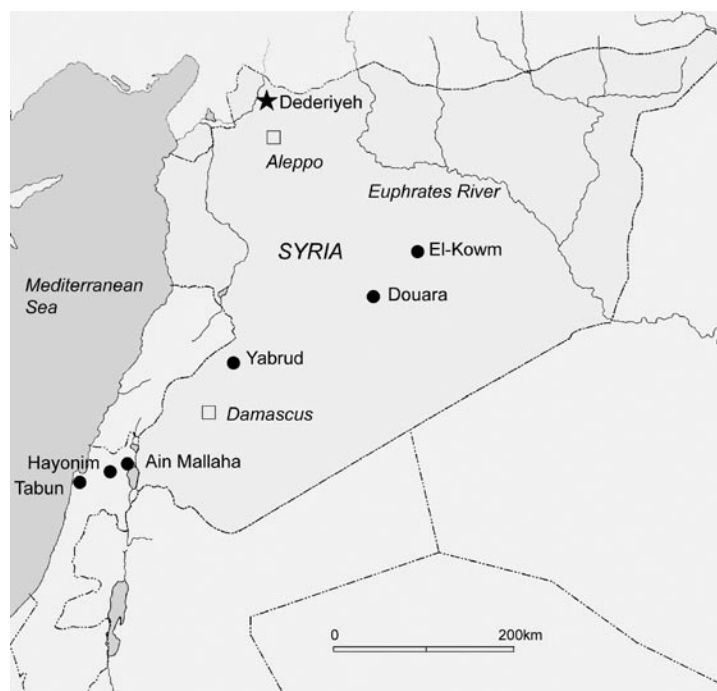 Dederiyeh
Aleppo
Euphrates River
SYRIA
El-Kowm
Mediterranean
Sea
Douara
Yabrud
Damascus
Hayonim
Ain Mallaha
Tabun
0
200km